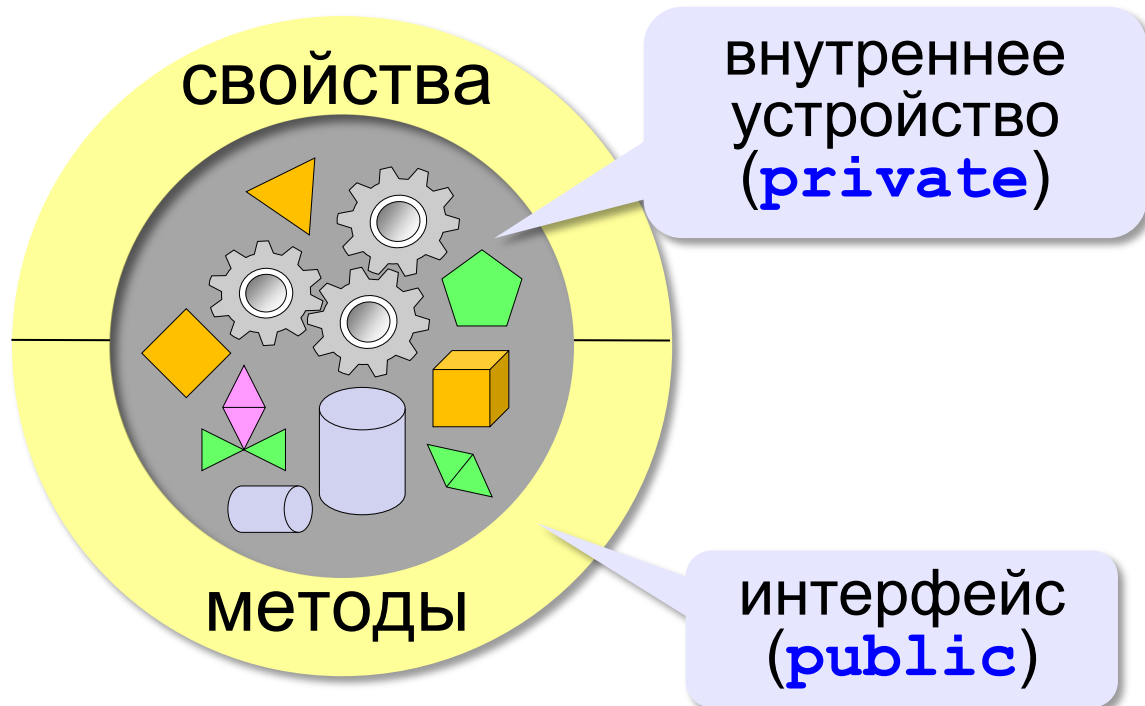 свойства
внутреннее
устройство
(private)
методы
интерфейс
(public)